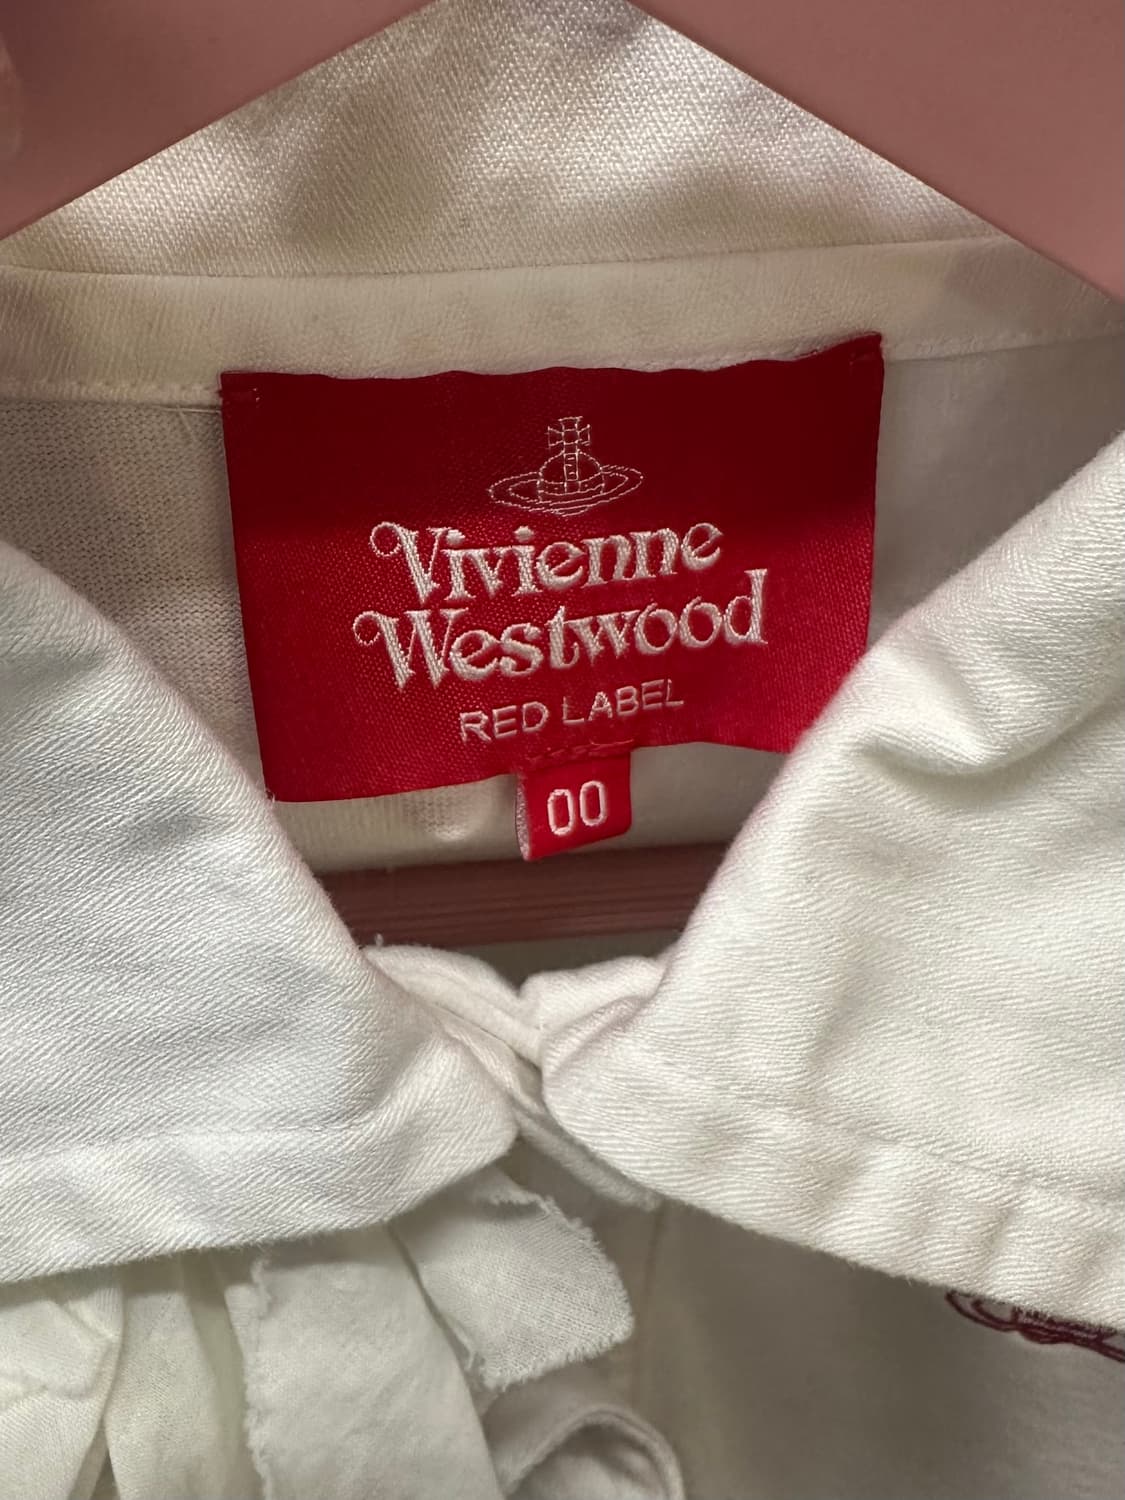 Vivienne
Westwood
RED LABEL
00